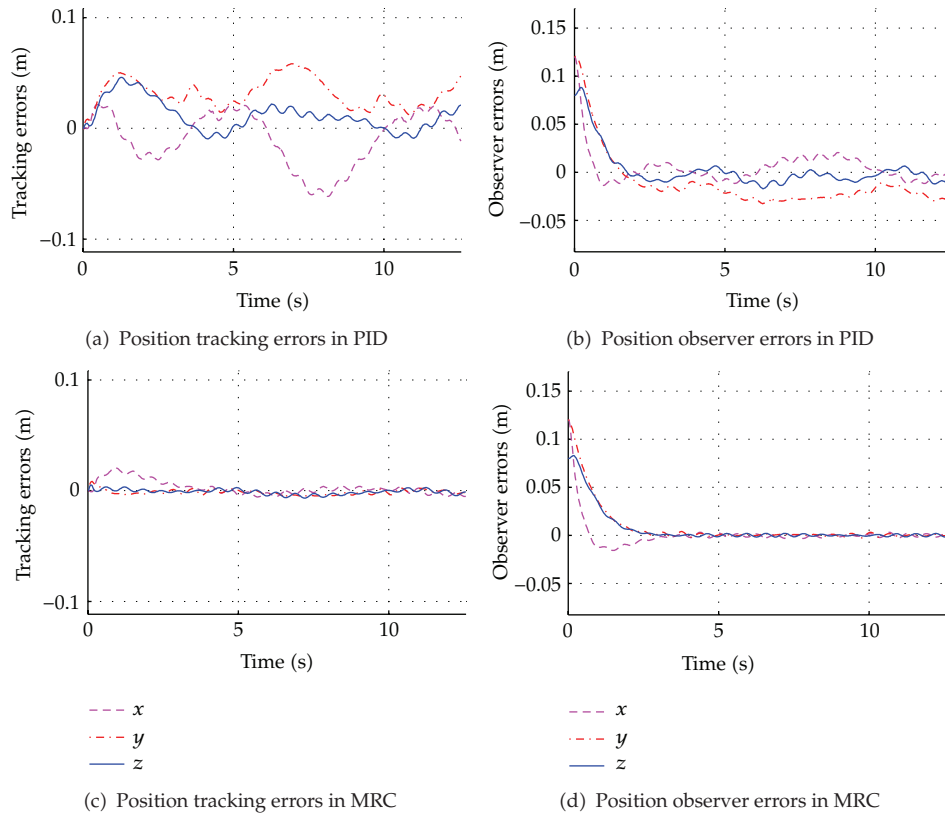 0.1
0
−0.1
Tracking errors (m)
0
5
10
Time (s)
(a) Position tracking errors in PID
0.15
0.1
0.05
0
−0.05
Observer errors (m)
0
5
10
Time (s)
(b) Position observer errors in PID
0.1
0
−0.1
Tracking errors (m)
0
5
10
Time (s)
x
y
z
(c) Position tracking errors in MRC
0.15
0.1
0.05
0
−0.05
Observer errors (m)
0
5
10
Time (s)
x
y
z
(d) Position observer errors in MRC